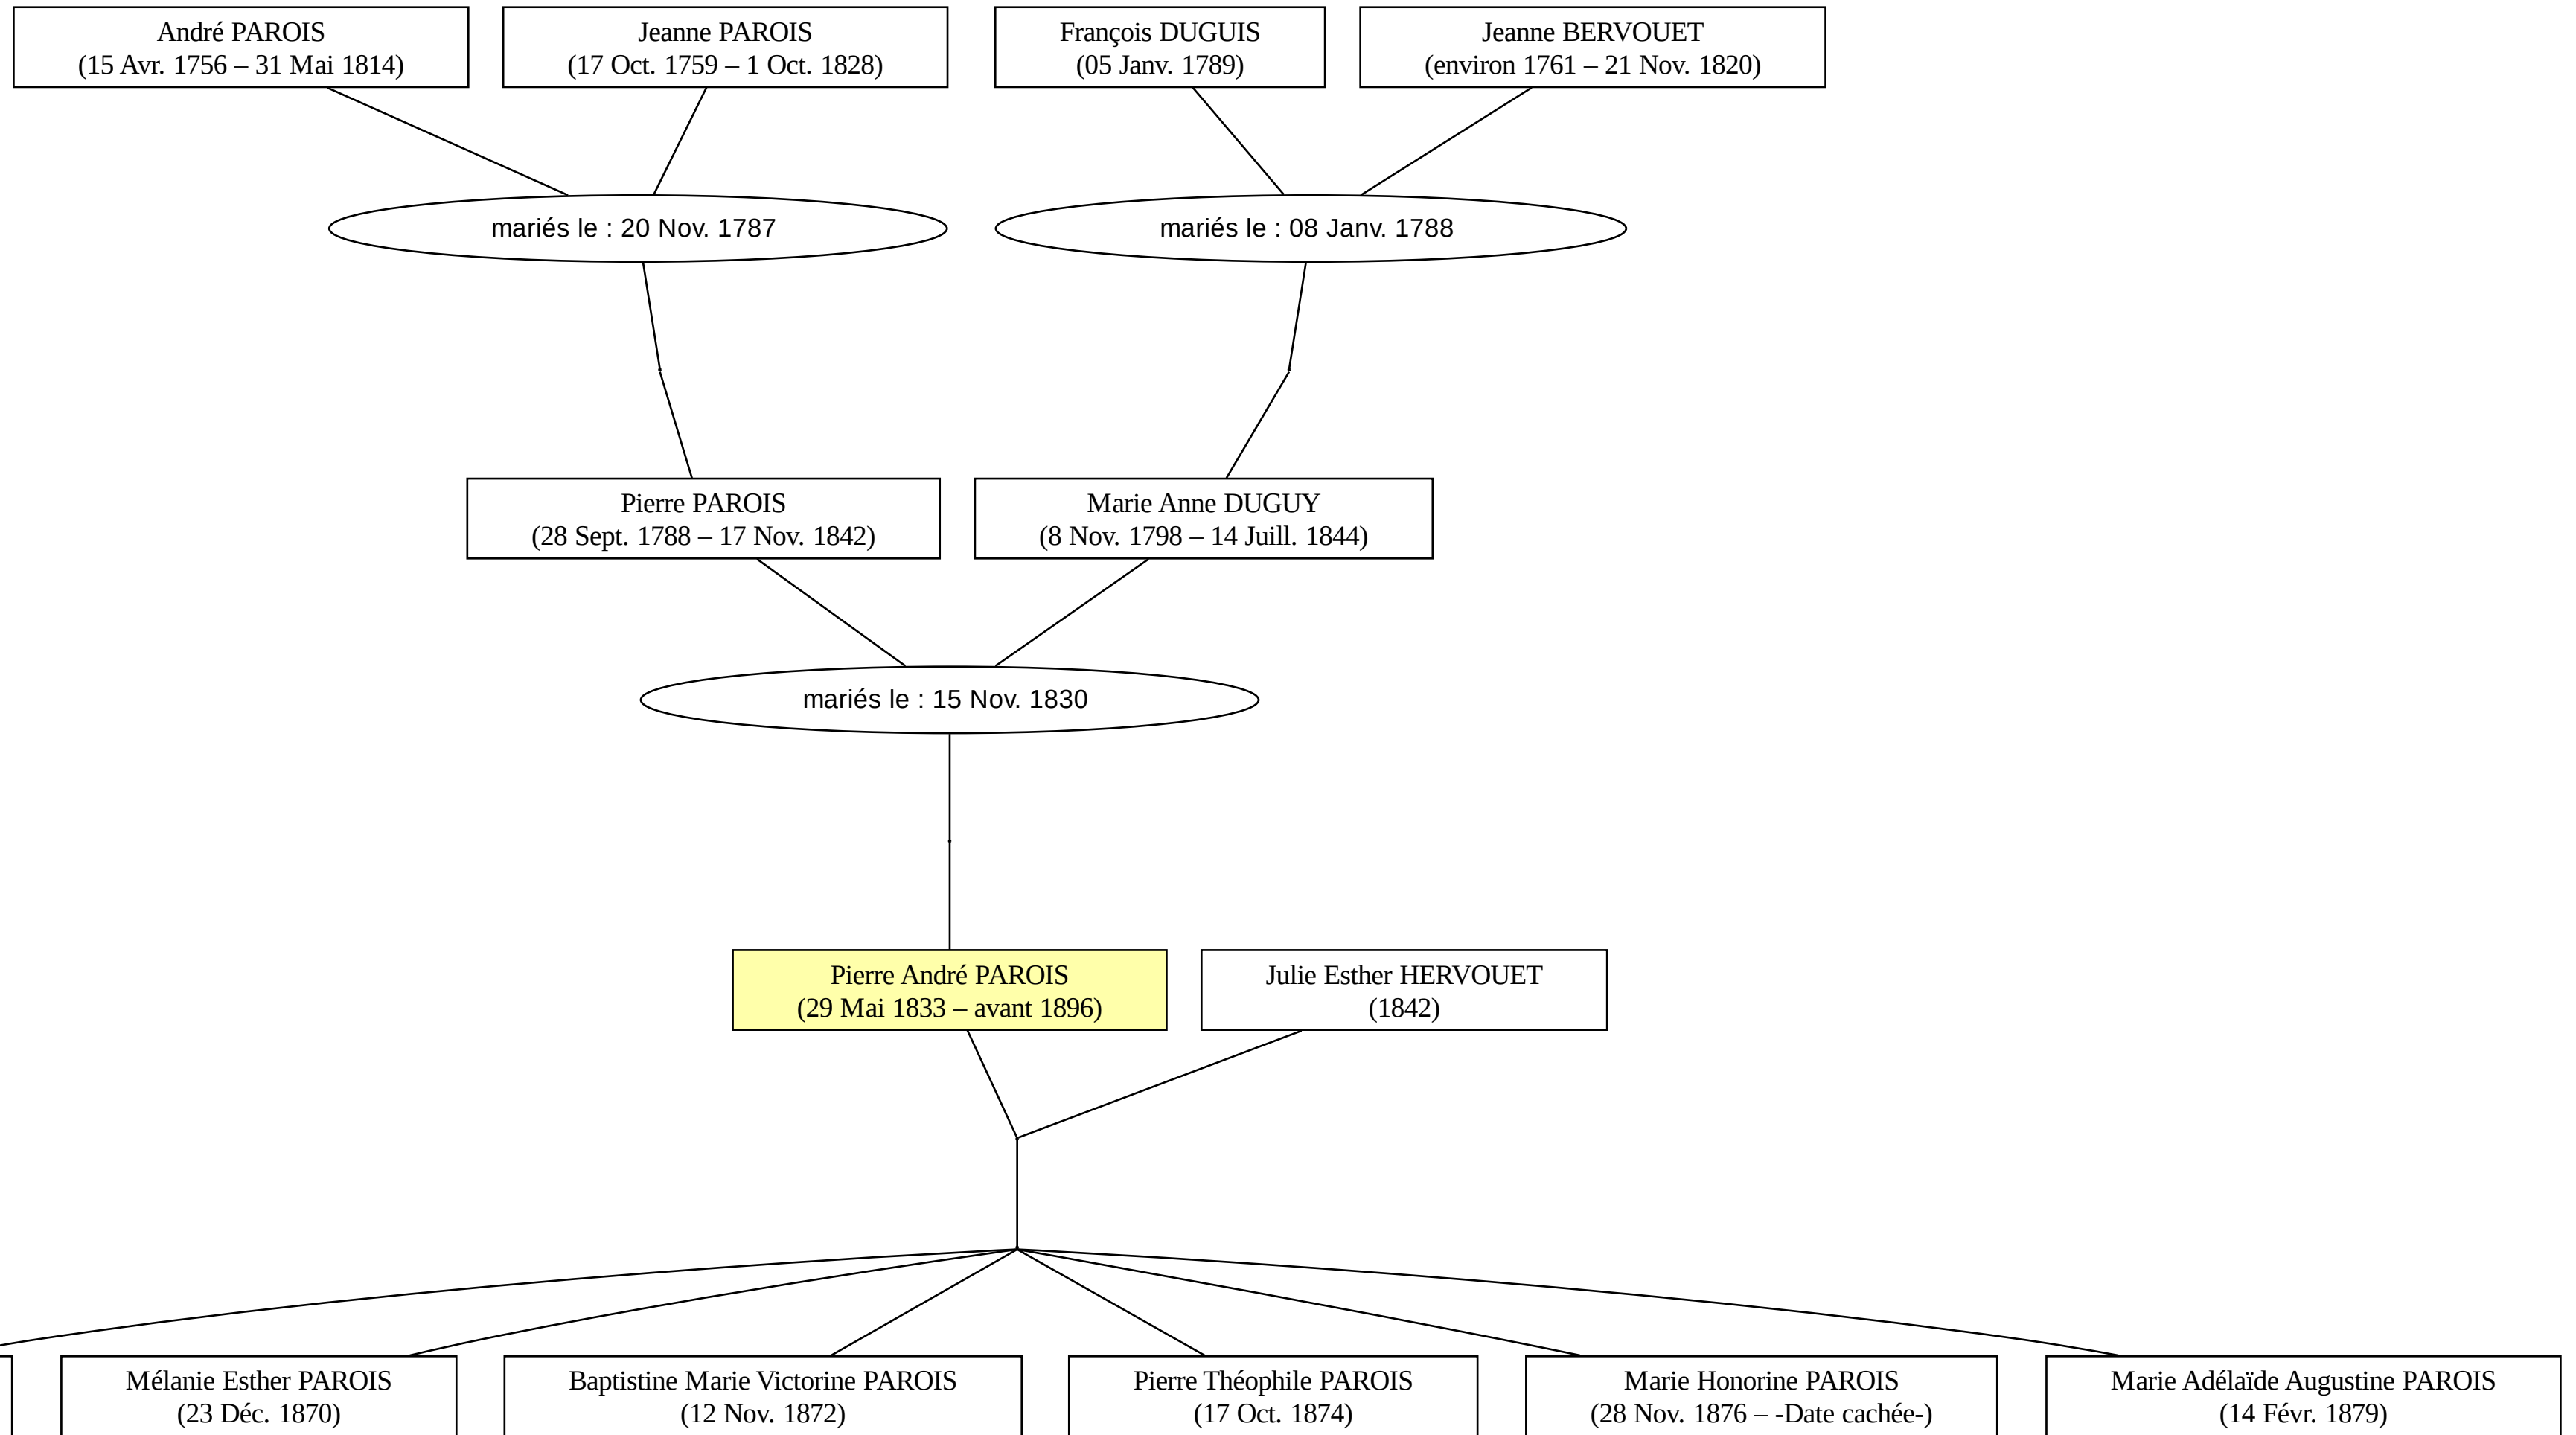 André PAROIS
(15 Avr. 1756 – 31 Mai 1814)
Jeanne PAROIS
(17 Oct. 1759 – 1 Oct. 1828)
François DUGUIS
(05 Janv. 1789)
Jeanne BERVOUET
(environ 1761 – 21 Nov. 1820)
mariés le : 20 Nov. 1787
mariés le : 08 Janv. 1788
Pierre PAROIS
(28 Sept. 1788 – 17 Nov. 1842)
Marie Anne DUGUY
(8 Nov. 1798 – 14 Juill. 1844)
mariés le : 15 Nov. 1830
Pierre André PAROIS
(29 Mai 1833 – avant 1896)
Julie Esther HERVOUET
(1842)
Mélanie Esther PAROIS
(23 Déc. 1870)
Baptistine Marie Victorine PAROIS
(12 Nov. 1872)
Pierre Théophile PAROIS
(17 Oct. 1874)
Marie Honorine PAROIS
(28 Nov. 1876 – -Date cachée-)
Marie Adélaïde Augustine PAROIS
(14 Févr. 1879)